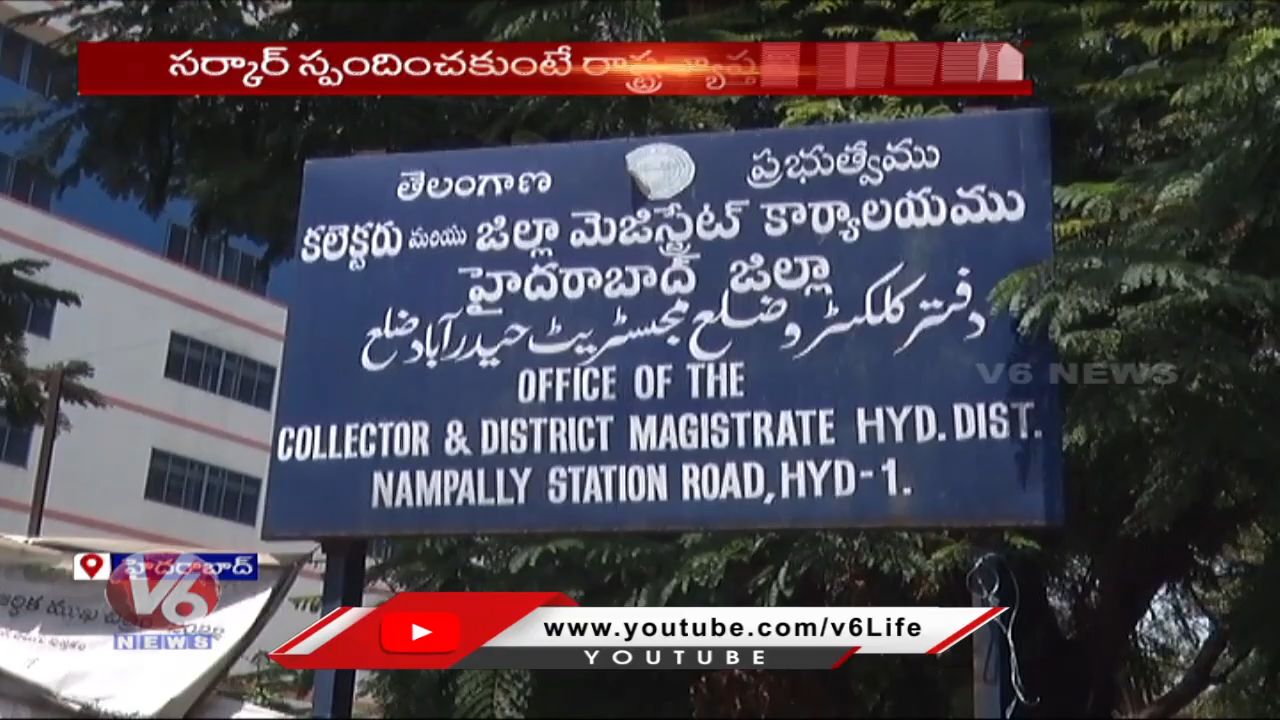 సర్కార్ స్పందించకుంటే రాష్ట్ర
తెలంగాణ ప్రభుత్వేము
కలెక్టరు మరియు జిల్లా మెజిస్ట్రేట్ కార్యాలయము
హైదరాబాద్ జిల్లా
دفتر کلکٹر و ضلع مجسٹریٹ حیدرآباد ضلع
OFFICE OF THE
COLLECTOR & DISTRICT MAGISTRATE HYD. DIST.
NAMPALLY STATION ROAD, HYD-1.
V6 NEWS
హైదరాబాద్
V6
NEWS
www.youtube.com/v6Life
YOUTUBE